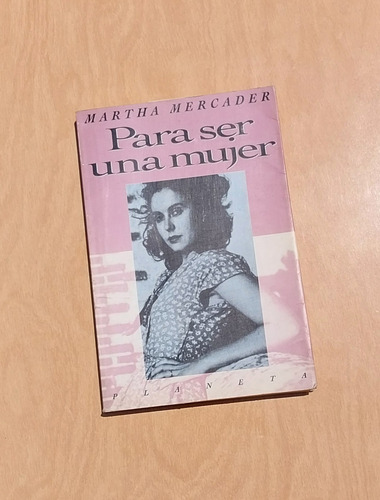 MARTHA MERCADER
Para ser
una mujer
PLANETA